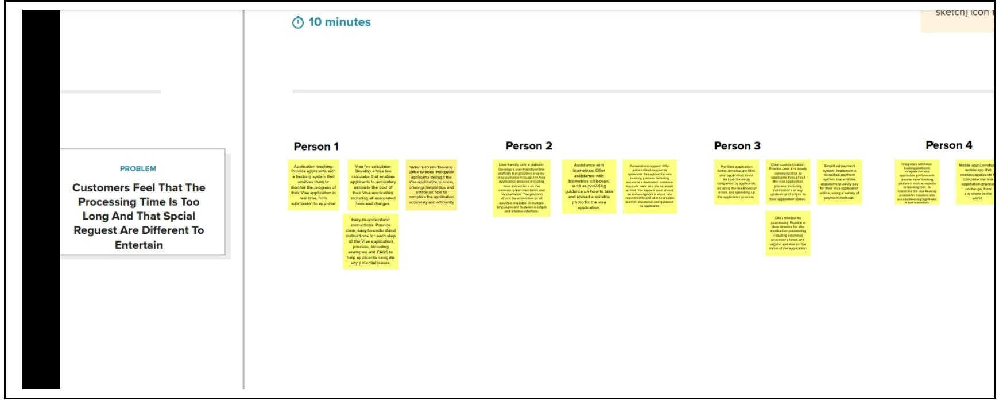 10 minutes
sketch] icon t
PROBLEM
Customers Feel That The
Processing Time Is Too
Long And That Spcial
Reguest Are Different To
Entertain
Person 1
Application tracking:
Provide applicants with
a tracking system that
enables them to
monitor the progress of
their Visa application in
real time, from
submission to approval
Visa fee calculator:
Develop a Visa fee
calculator that enables
applicants to accurately
estimate the cost of
their Visa application,
including all associated
fees and charges.
Video tutorials: Develop
video tutorials that guide
applicants through the
Visa application process,
offerings helpful tips and
advice on how to
complete the application
accurately and efficiently
Easy-to-understand
instructions: Provide
clear, easy-to-understand
instructions for each step
of the Visa application
process, including
examples and FAQS to
help applicants navigate
any potential issues.
Person 2
User-friendly online platform:
Develop a user-friendly online
platform that provides step-by-
step guidance through the Visa
application process including
clear instructions on the
necessary documentation and
requirements. The platform
should be accessible on all
devices, available in multiple
languages and features a simple
and intuitive interface.
Assistance with
biometrics: Offer
assistance with
biometrics collection,
such as providing
guidance on how to take
and upload a suitable
photo for the visa
application.
Personalized support: Offer
personalized support to
applicants throughout the visa
booking process. Including
access to a dedicated customer
supports team via phone, email,
or chat. The support team should
be knowledgeable about visa
requirements and able to provide
prompt assistance and guidance
to applicants
Person 3
Pre-filled application
forms: develop pre-filled
visa application forms
that can be easily
completed by applicants,
reducing the likelihood of
errors and speeding up
the application process.
Clear communication:
Provide clear and timely
communication to
applicants throughout
the visa application
process, including
notifications of any
updates or changes to
their application status.
Simplified payment
system: Implement a
simplified payment
system that enables
applicants to easily pay
for their visa application
online, using a variety of
payment methods.
Clear timeline for
processing: Provide a
clear timeline for visa
application processing,
including estimates
processing times and
regular updates on the
status of the application.
Person 4
Integration with travel
booking platforms:
Integrate the visa
application platform with
popular travel booking
platforms, such as expedia
or booking.com, to
streamline the visa booking
process for travelers who
are also booking flights and
accommodations.
Mobile app: Develop
mobile app that
enables applicants t
complete the visa
application process
on-the-go, from
anywhere in the
world.